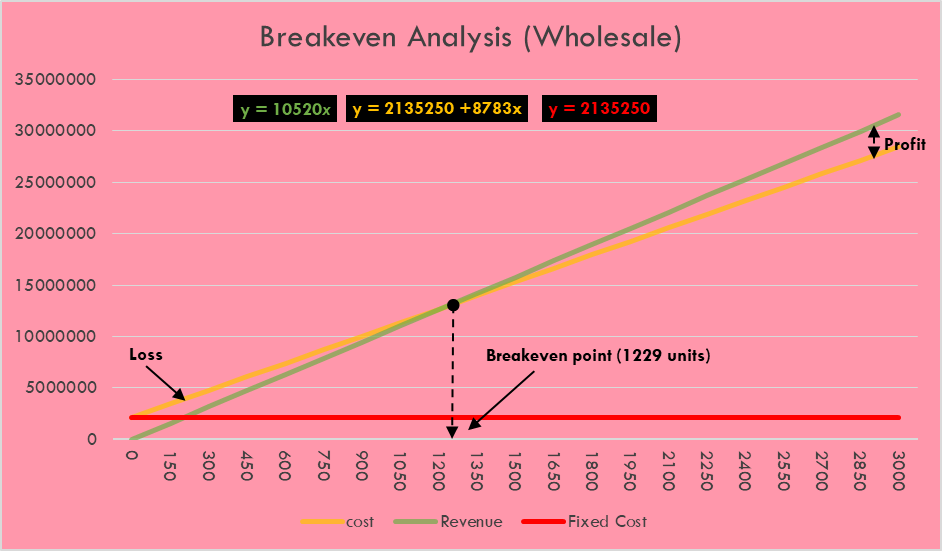 Breakeven Analysis (Wholesale)
35000000
y = 10520x y = 2135250 +8783x y = 2135250
30000000
Profit
25000000
20000000
15000000
10000000
Loss
Breakeven point (1229 units)
5000000
0
0 150 300 450 600 750 900 1050 1200 1350 1500 1650 1800 1950 2100 2250 2400 2550 2700 2850 3000
cost Revenue Fixed Cost